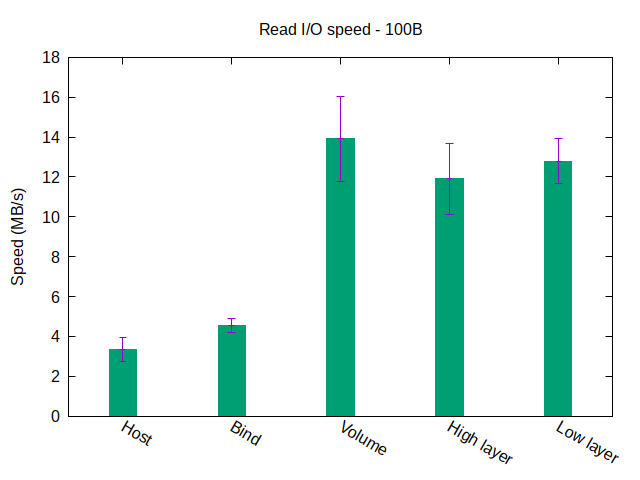 Read I/O speed - 100B
Speed (MB/s)
18
16
14
12
10
8
6
4
2
0
Host
Bind
Volume
High layer
Low layer